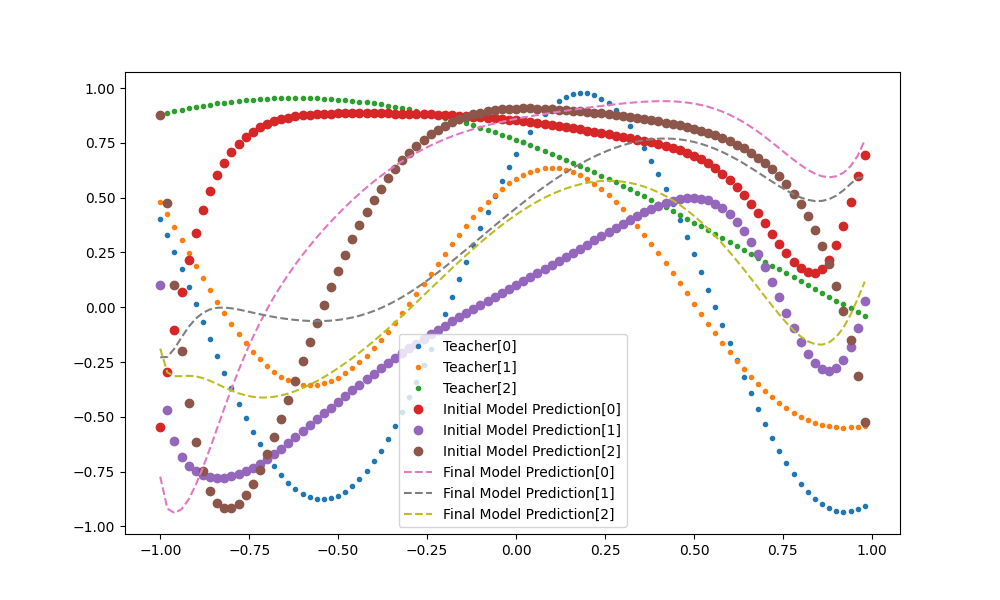 1.00
0.75
0.50
0.25
0.00
−0.25
−0.50
−0.75
−1.00
Teacher[0]
Teacher[1]
Teacher[2]
Initial Model Prediction[0]
Initial Model Prediction[1]
Initial Model Prediction[2]
Final Model Prediction[0]
Final Model Prediction[1]
Final Model Prediction[2]
−1.00 −0.75 −0.50 −0.25 0.00 0.25 0.50 0.75 1.00